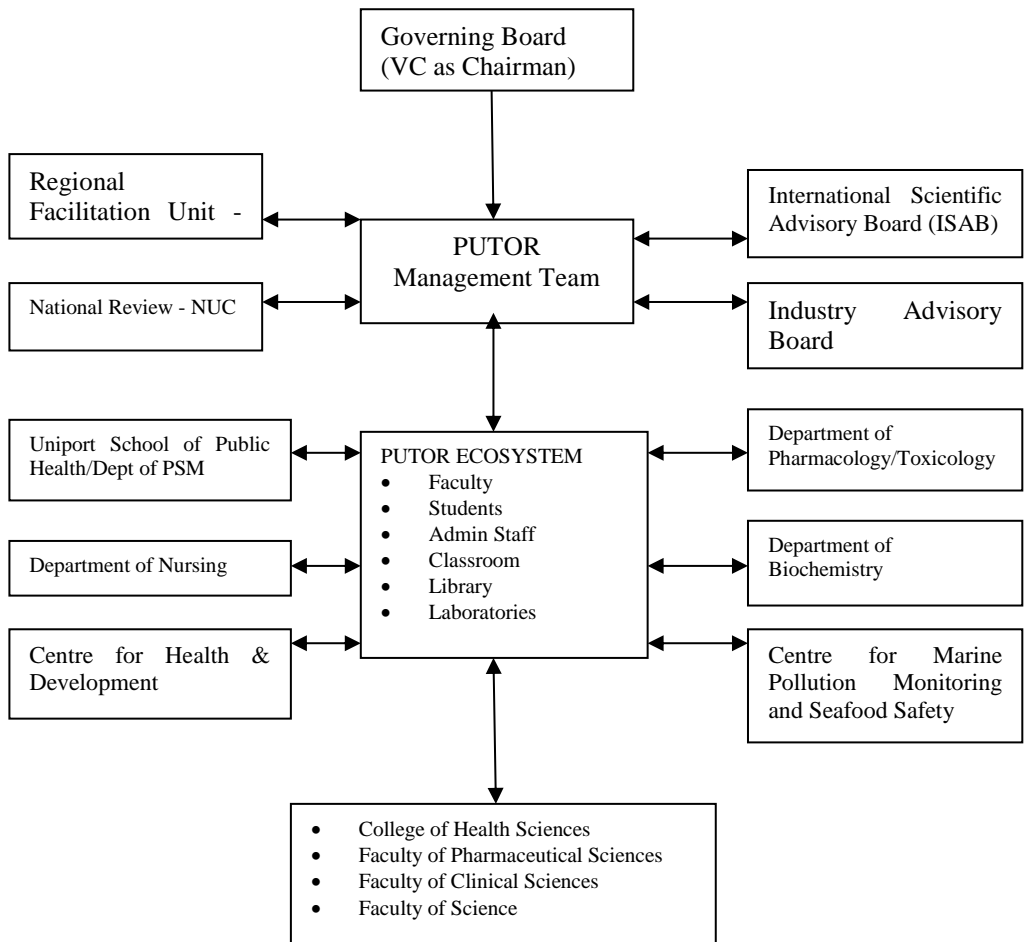 Governing Board
(VC as Chairman)
Regional
Facilitation Unit -
International Scientific
Advisory Board (ISAB)
PUTOR
Management Team
National Review - NUC
Industry Advisory
Board
Uniport School of Public
Health/Dept of PSM
PUTOR ECOSYSTEM
• Faculty
• Students
• Admin Staff
• Classroom
• Library
• Laboratories
Department of
Pharmacology/Toxicology
Department of Nursing
Department of
Biochemistry
Centre for Health &
Development
Centre for Marine
Pollution Monitoring
and Seafood Safety
• College of Health Sciences
• Faculty of Pharmaceutical Sciences
• Faculty of Clinical Sciences
• Faculty of Science